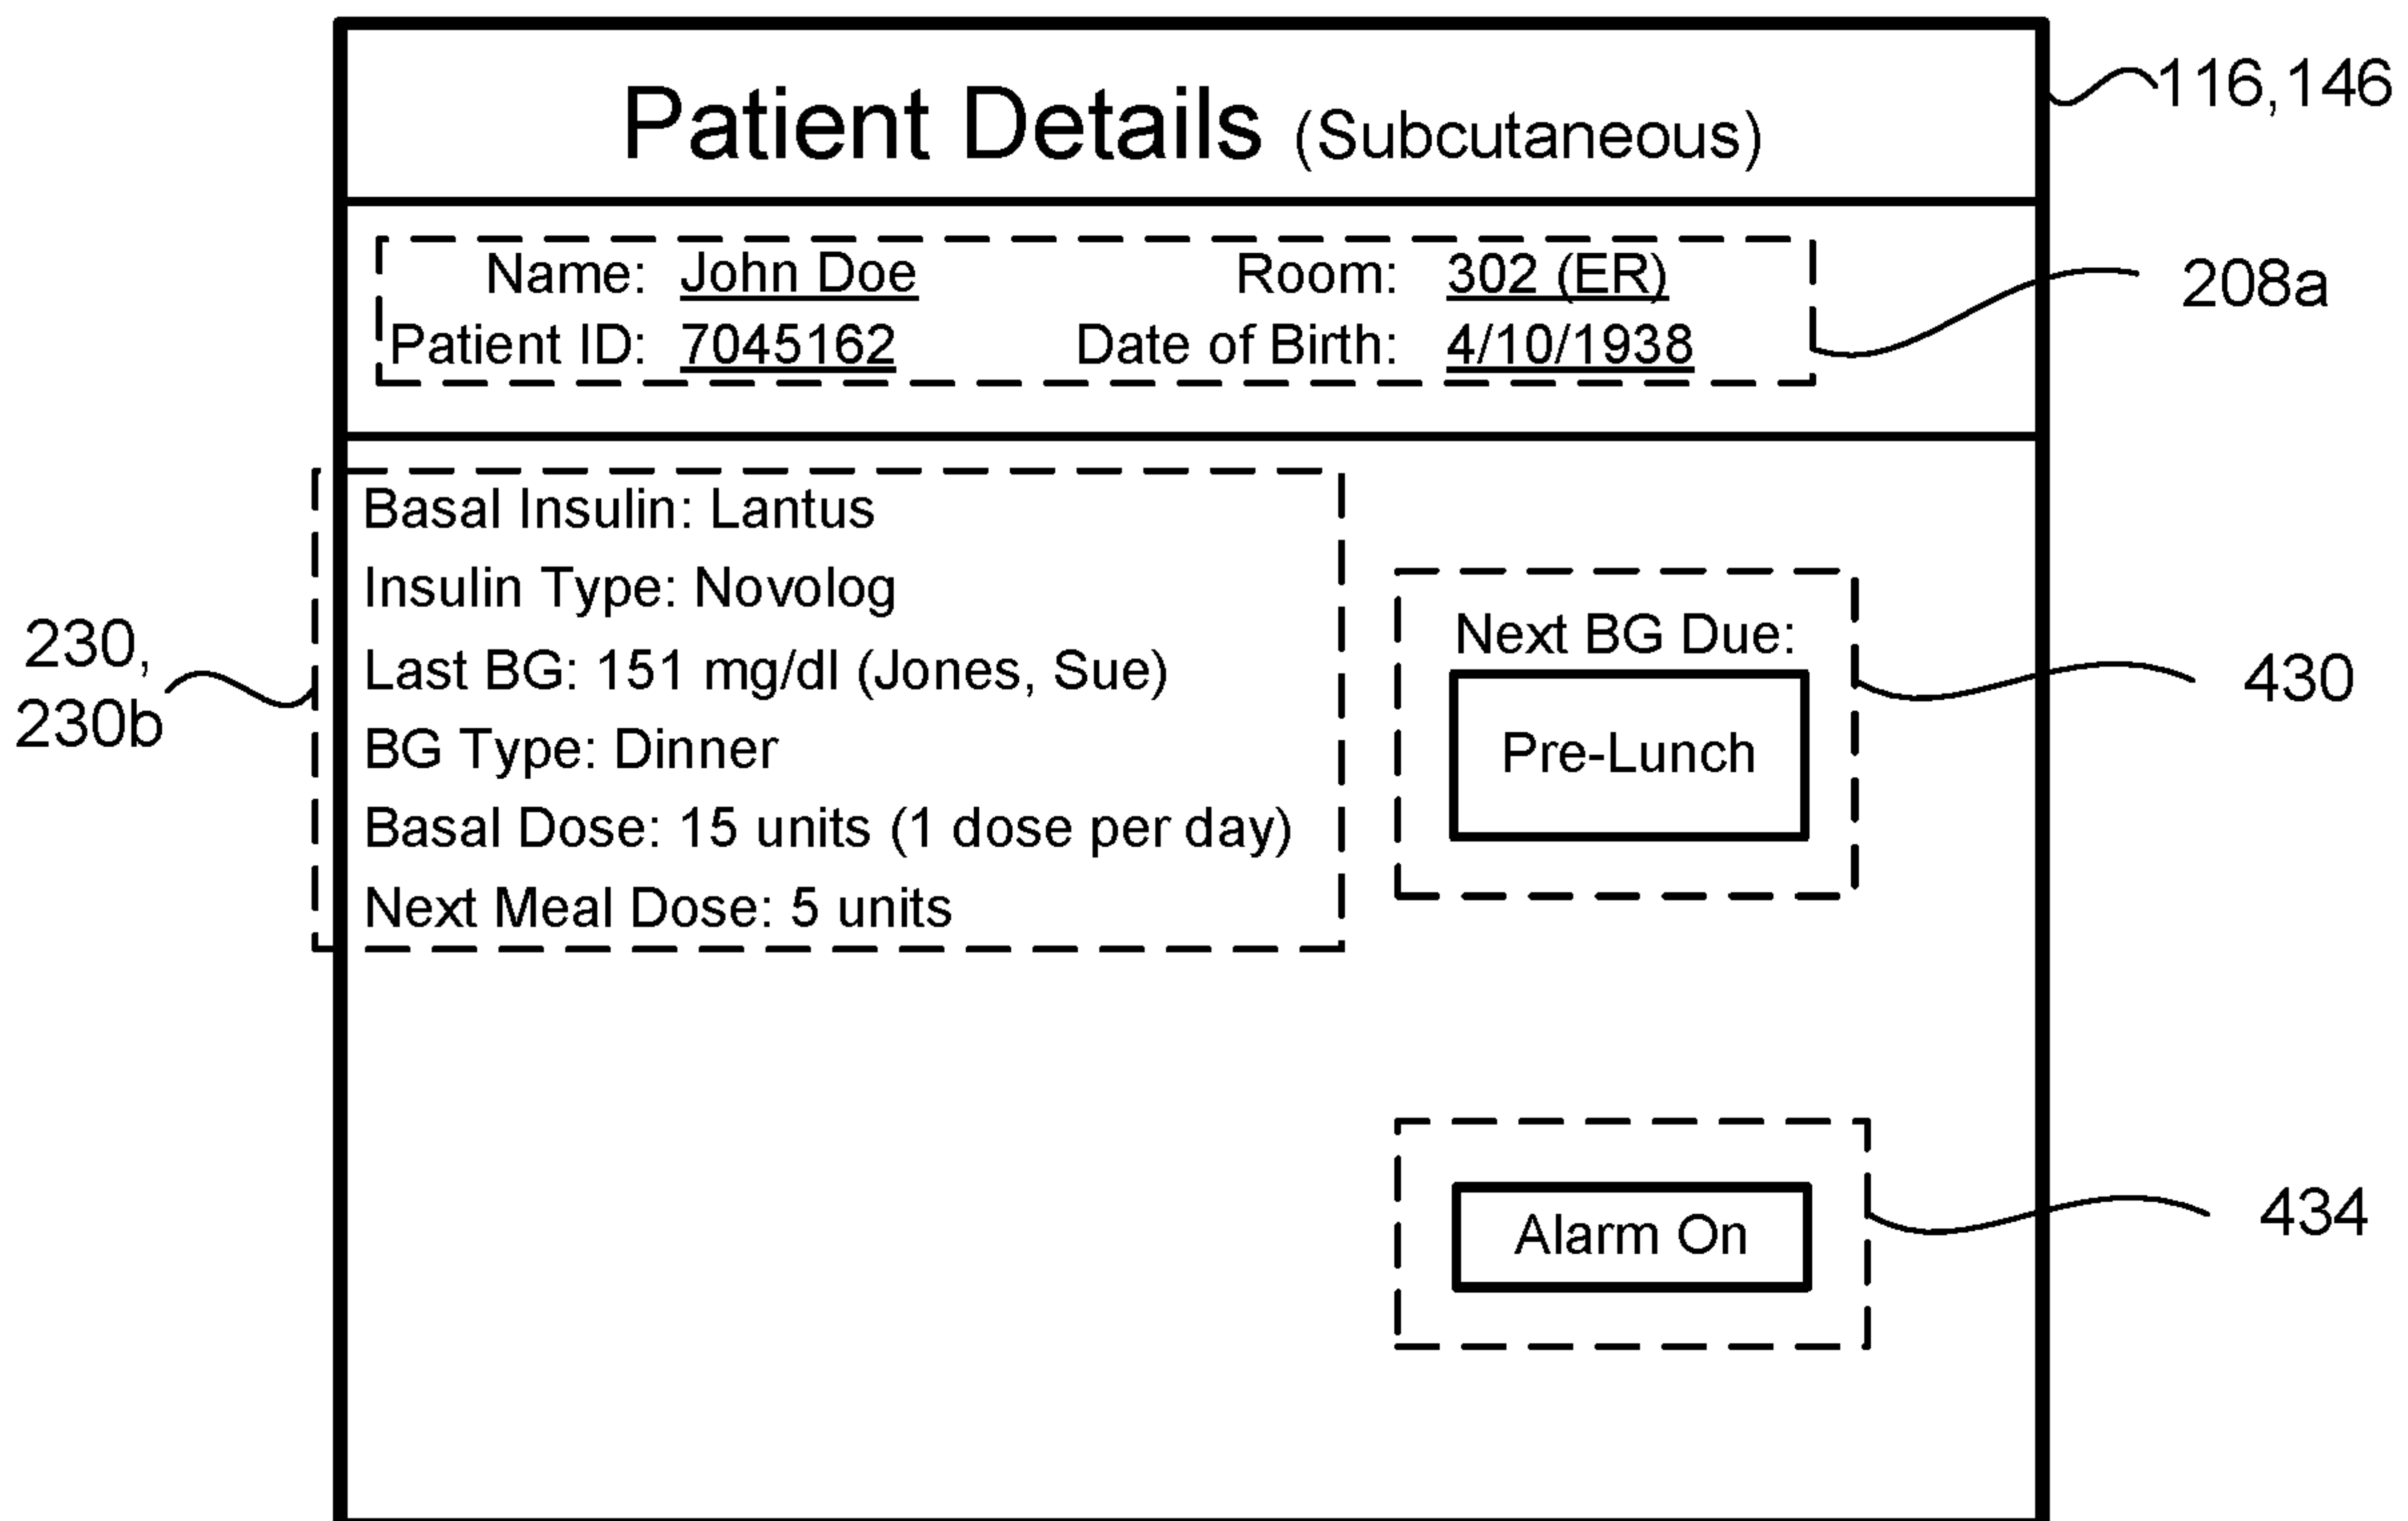 Patient Details (Subcutaneous)
116,146
Name: John Doe Room: 302 (ER)
Patient ID: 7045162 Date of Birth: 4/10/1938
208a
Basal Insulin: Lantus
Insulin Type: Novolog
Last BG: 151 mg/dl (Jones, Sue)
BG Type: Dinner
Basal Dose: 15 units (1 dose per day)
Next Meal Dose: 5 units
230,
230b
Next BG Due:
Pre-Lunch
430
Alarm On
434